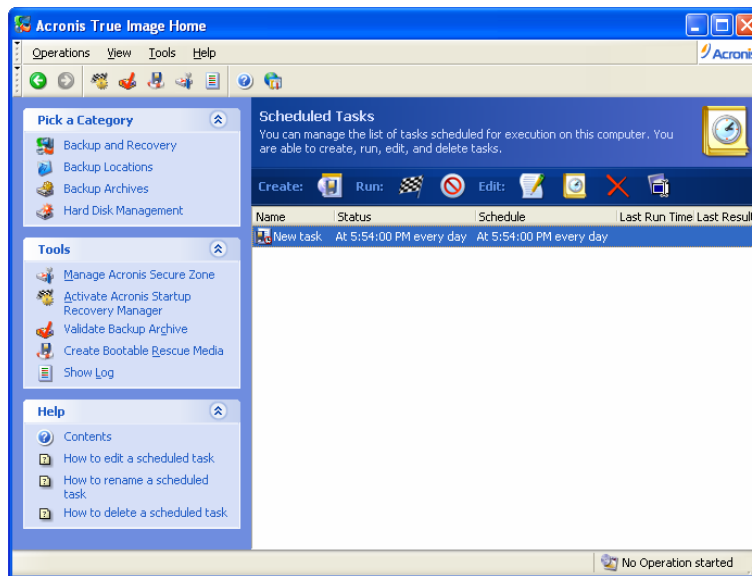 Acronis True Image Home
Operations View Tools Help
Acronis
Pick a Category
Backup and Recovery
Backup Locations
Backup Archives
Hard Disk Management
Tools
Manage Acronis Secure Zone
Activate Acronis Startup
Recovery Manager
Validate Backup Archive
Create Bootable Rescue Media
Show Log
Help
Contents
How to edit a scheduled task
How to rename a scheduled
task
How to delete a scheduled task
Scheduled Tasks
You can manage the list of tasks scheduled for execution on this computer. You
are able to create, run, edit, and delete tasks.
Create: Run: Edit:
Name Status Schedule Last Run Time Last Result
New task At 5:54:00 PM every day At 5:54:00 PM every day
No Operation started